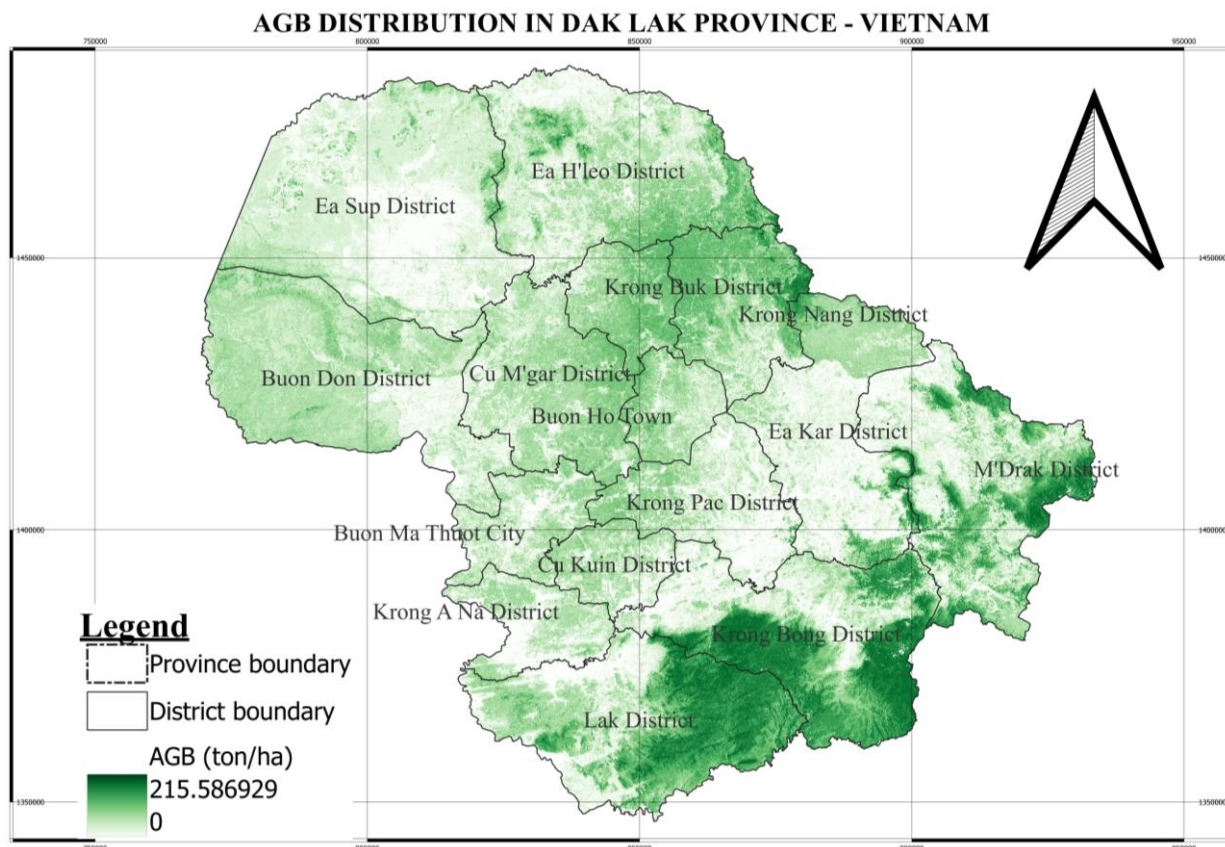 AGB DISTRIBUTION IN DAK LAK PROVINCE - VIETNAM
750000
800000
850000
900000
950000
Ea H'leo District
Ea Sup District
1450000
1450000
Krong Buk District
Krong Nang District
Buon Don District
Cu M'gar District
Buon Ho Town
Ea Kar District
M'Drak District
Krong Pac District
1400000
1400000
Buon Ma Thuot City
Cu Kuin District
Krong A Na District
Krong Bong District
Lak District
Legend
Province boundary
District boundary
AGB (ton/ha)
215.586929
0
1350000
1350000